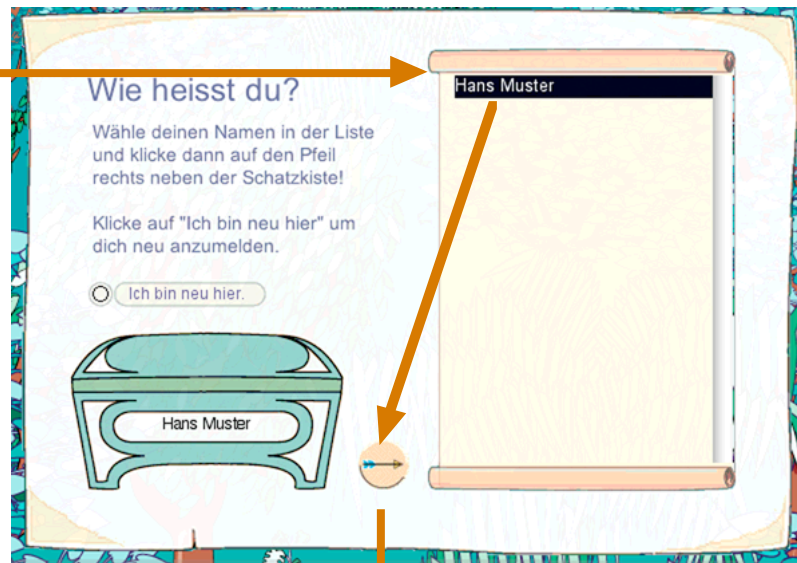 Wie heisst du?
Wähle deinen Namen in der Liste
und klicke dann auf den Pfeil
rechts neben der Schatzkiste!
Klicke auf "Ich bin neu hier" um
dich neu anzumelden.
Ich bin neu hier.
Hans Muster
Hans Muster